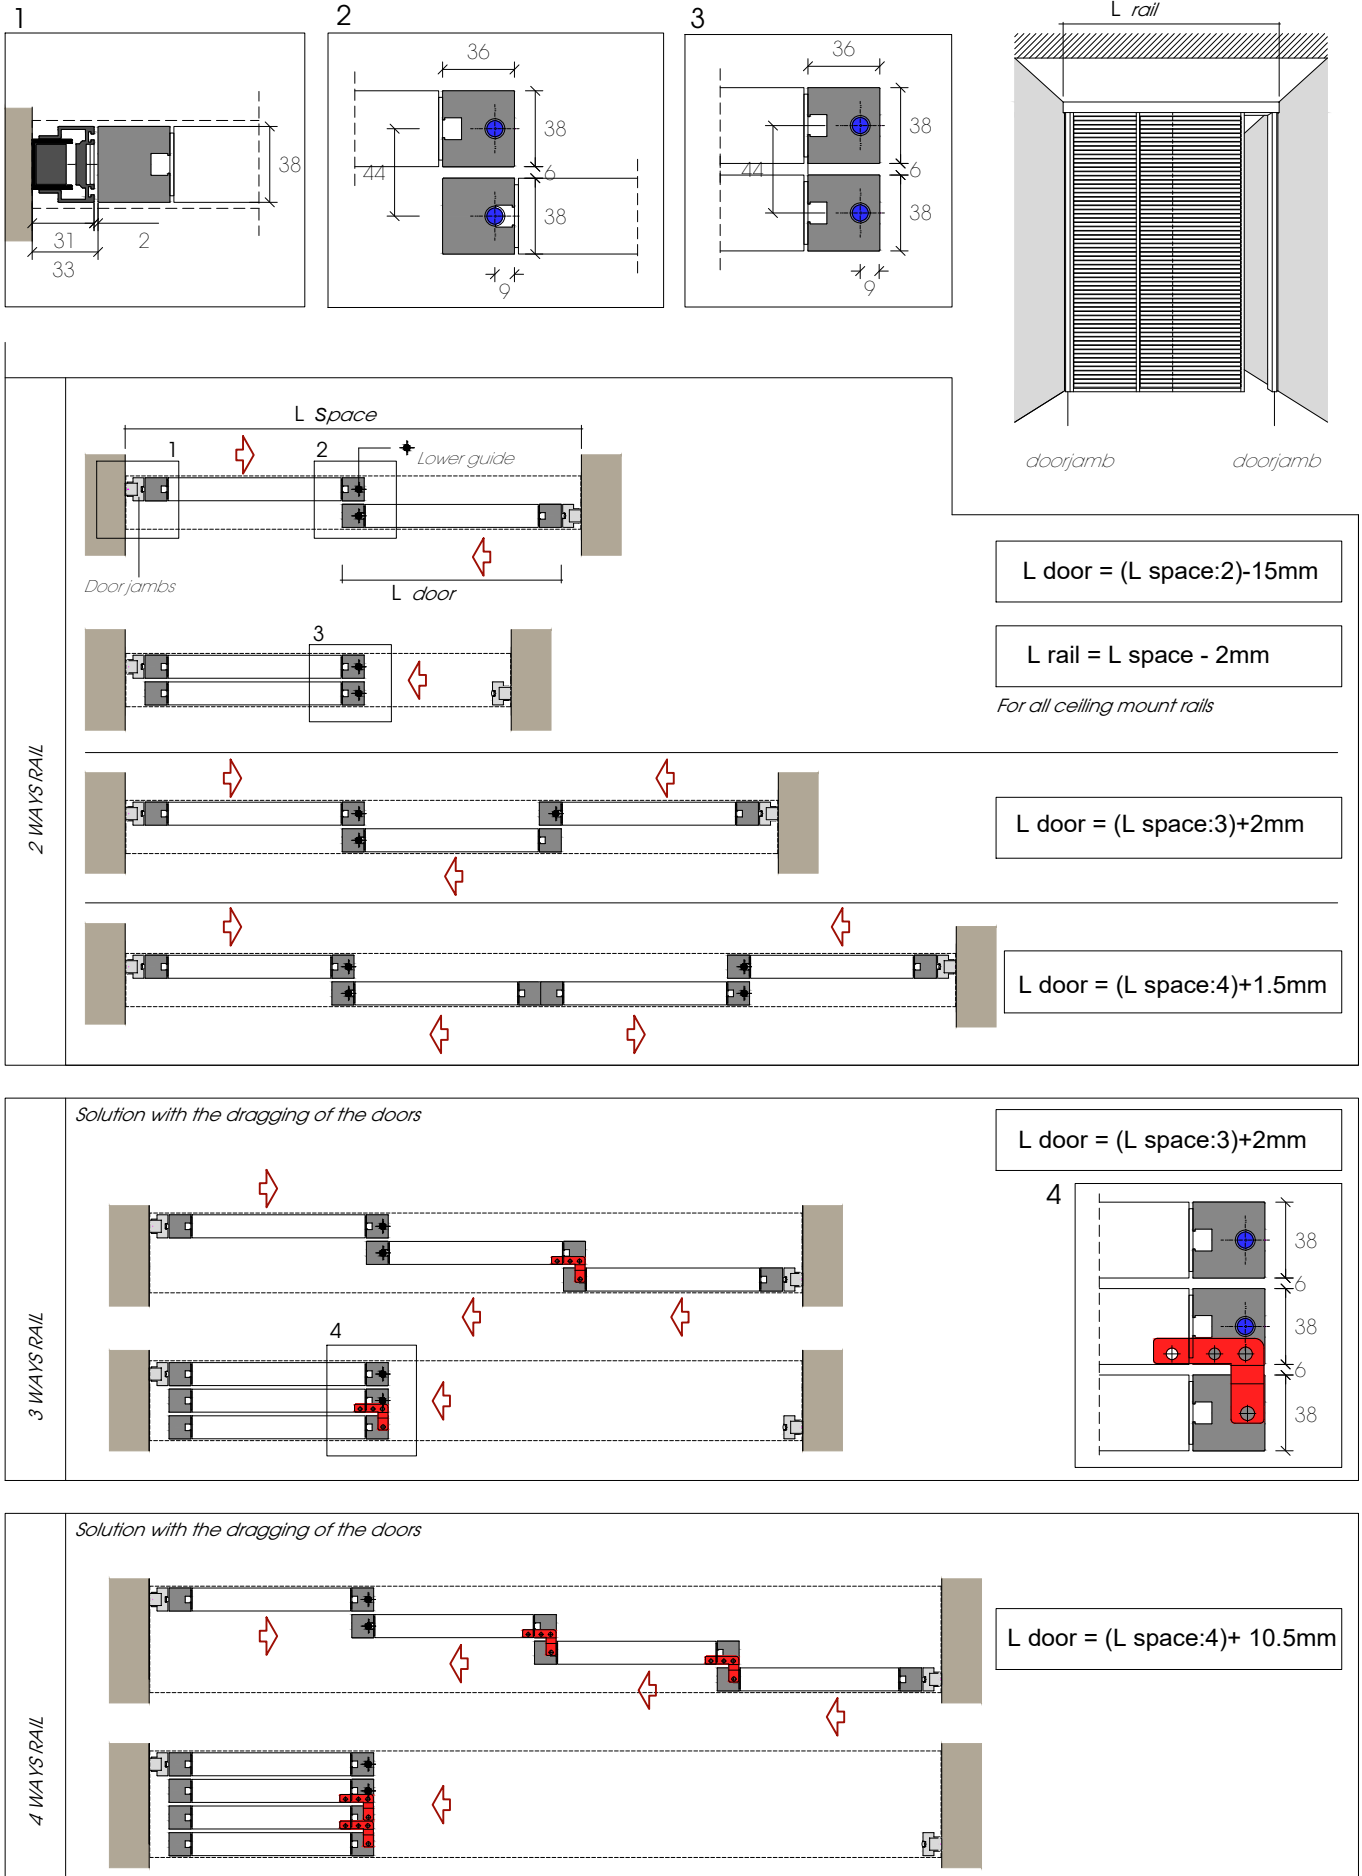 1
2
3
L rail
38
31
2
33
36
38
44
6
38
9
36
38
44
6
38
9
doorjamb
doorjamb
L space
1
2
Lower guide
Door jambs
L door
3
L door = (L space:2)-15mm
L rail = L space - 2mm
For all ceiling mount rails
2 WAYS RAIL
L door = (L space:3)+2mm
L door = (L space:4)+1.5mm
Solution with the dragging of the doors
L door = (L space:3)+2mm
4
38
6
38
6
38
4
3 WAYS RAIL
Solution with the dragging of the doors
L door = (L space:4)+ 10.5mm
4 WAYS RAIL